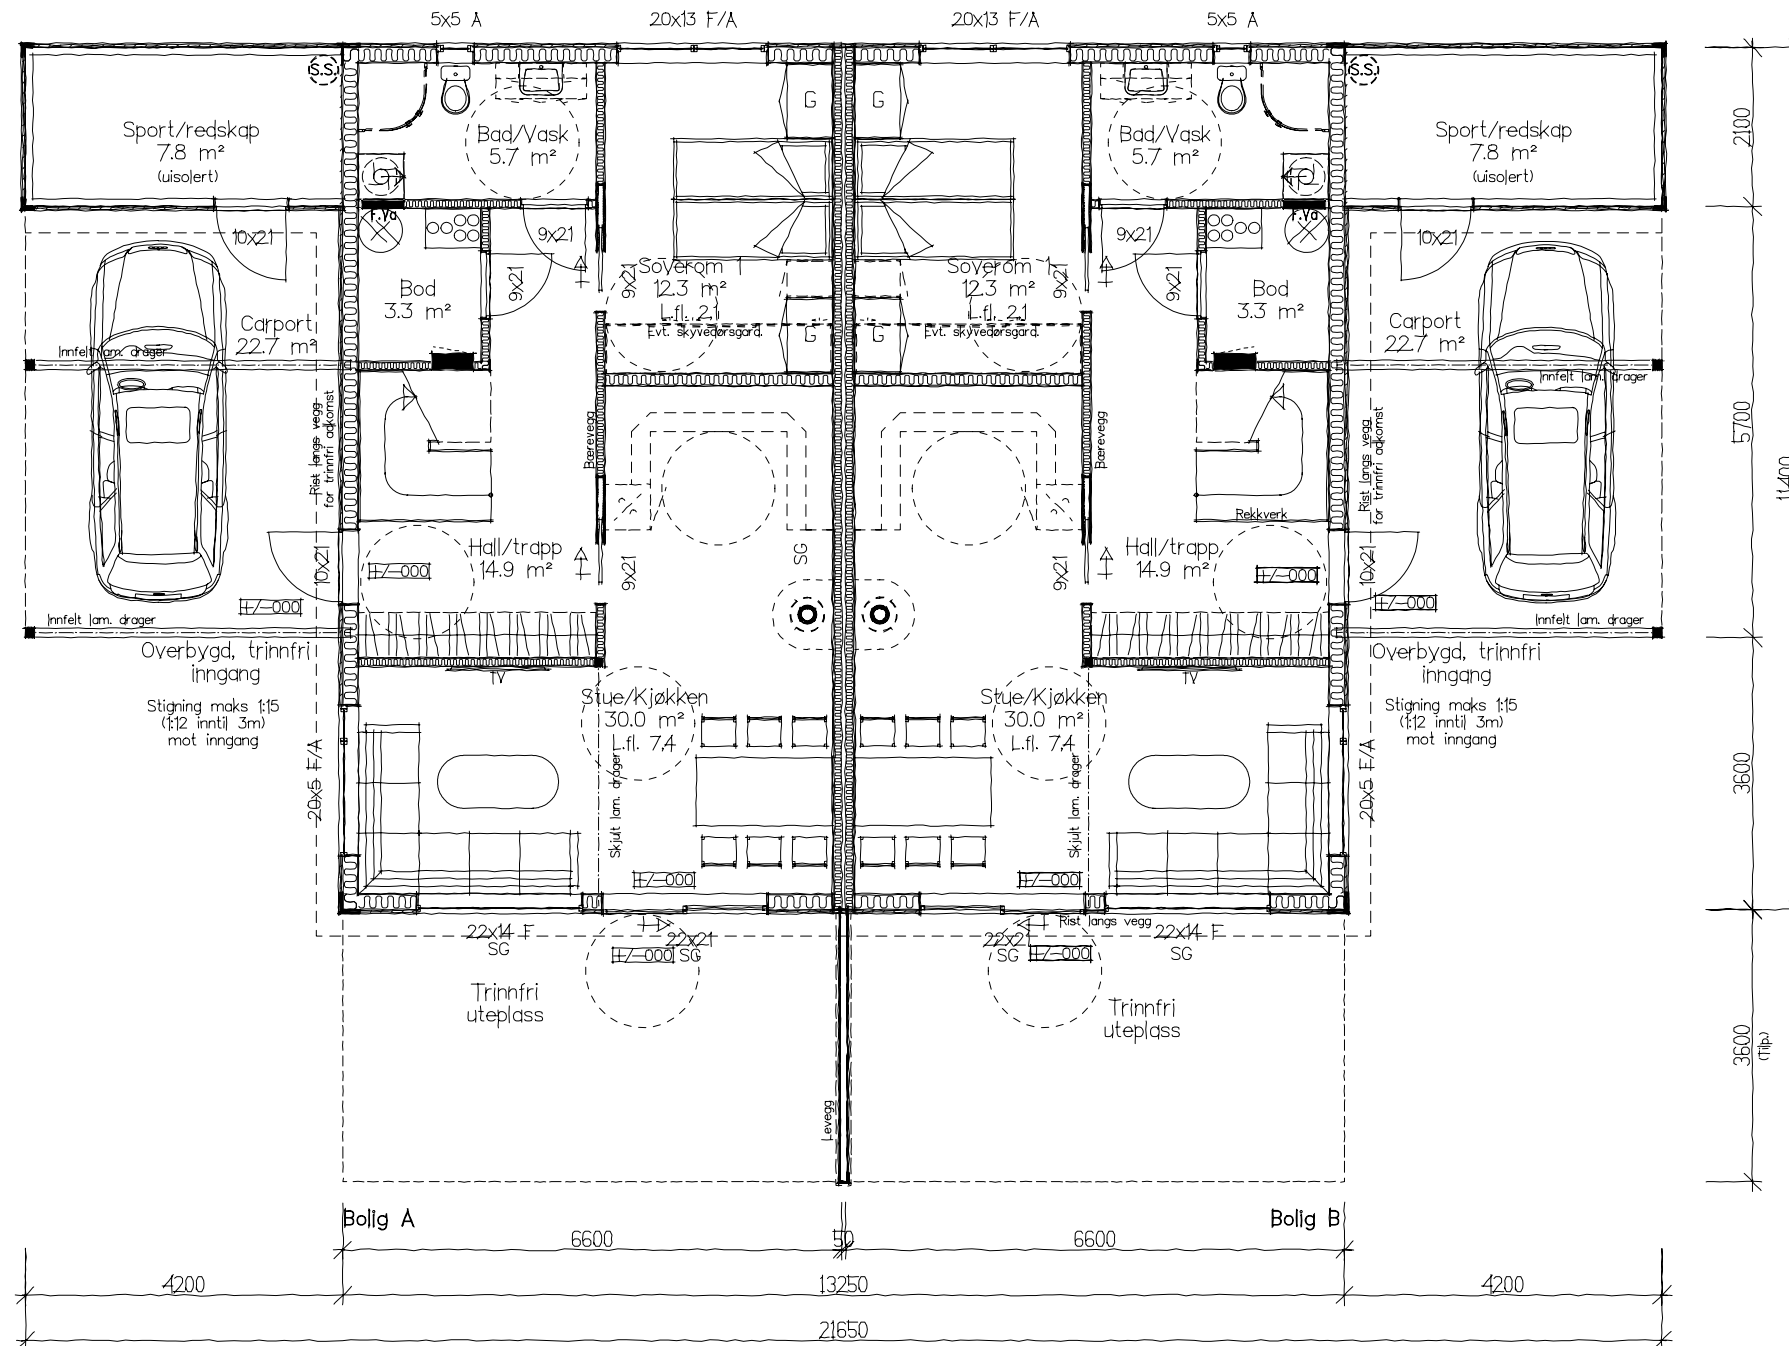 5x5 A
20x13 F/A
20x13 F/A
5x5 A
S.S.
G
G
S.S.
Sport/redskap
7.8 m²
(uisolert)
Bad/Vask
5.7 m²
Bad/Vask
5.7 m²
Sport/redskap
7.8 m²
(uisolert)
2100
10x21
F.Va
9x21
9x21
F.Va
10x21
Bod
3.3 m²
9x21
9x21
Soverom 1
12.3 m²
L.fl. 2.1
Evt. skyvedørsgard.
G
G
Soverom 1
12.3 m²
L.fl. 2.1
Evt. skyvedørsgard.
9x21
9x21
Bod
3.3 m²
Carport
22.7 m²
Innfelt lam. drager
Carport
22.7 m²
Innfelt lam. drager
Rist langs vegg
for trinnfri adkomst
Bærevegg
Bærevegg
Rist langs vegg
for trinnfri adkomst
5700
11400
Rekkverk
Hall/trapp
14.9 m²
+/-000
10x21
9x21
SG
9x21
Hall/trapp
14.9 m²
+/-000
10x21
+/-000
Innfelt lam. drager
+/-000
Innfelt lam. drager
Overbygd, trinnfri
inngang
Stigning maks 1:15
(1:12 inntil 3m)
mot inngang
TV
Stue/Kjøkken
30.0 m²
L.fl. 7,4
Stue/Kjøkken
30.0 m²
L.fl. 7,4
TV
Overbygd, trinnfri
inngang
Stigning maks 1:15
(1:12 inntil 3m)
mot inngang
20x5 F/A
Skjult lam. drager
Skjult lam. drager
20x5 F/A
3600
+/-000
+/-000
22x14 F
SG
22x21
SG
+/-000
22x21
SG
+/-000
Rist langs vegg
22x14 F
SG
Trinnfri
uteplass
Trinnfri
uteplass
3600
(Tilp.)
Levegg
Bolig A
Bolig B
6600
50
6600
4200
13250
4200
21650